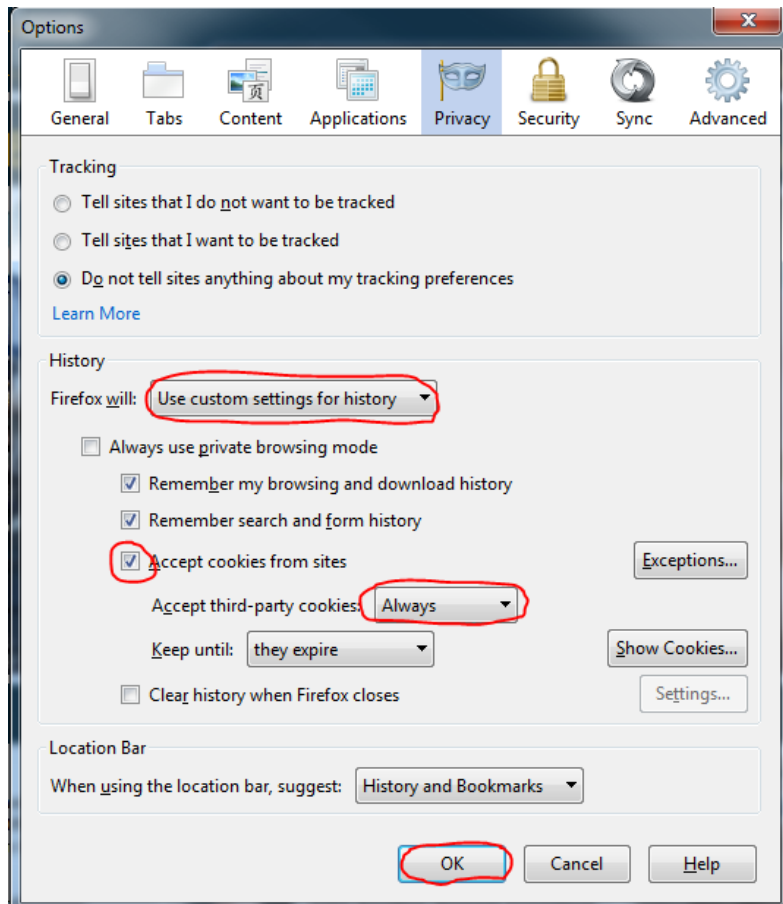 Options
General Tabs Content Applications Privacy Security Sync Advanced
页
Tracking
Tell sites that I do not want to be tracked
Tell sites that I want to be tracked
Do not tell sites anything about my tracking preferences
Learn More
History
Firefox will: Use custom settings for history
Always use private browsing mode
Remember my browsing and download history
Remember search and form history
Accept cookies from sites Exceptions...
Accept third-party cookies: Always
Keep until: they expire Show Cookies...
Clear history when Firefox closes Settings...
Location Bar
When using the location bar, suggest: History and Bookmarks
OK Cancel Help